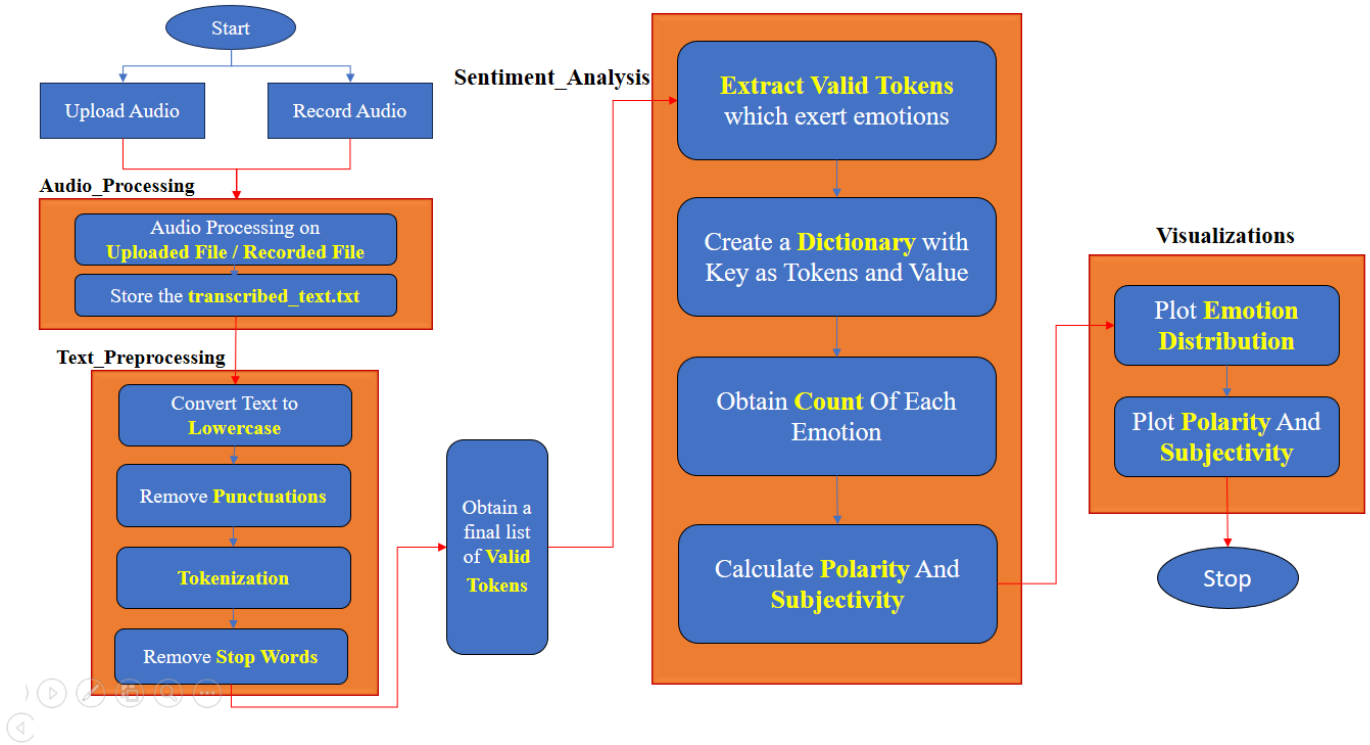 Start
Upload Audio
Record Audio
Audio_Processing
Audio Processing on
Uploaded File / Recorded File
Store the transcribed_text.txt
Text_Preprocessing
Convert Text to
Lowercase
Remove Punctuations
Tokenization
Remove Stop Words
Obtain a
final list
of Valid
Tokens
Sentiment_Analysis
Extract Valid Tokens
which exert emotions
Create a Dictionary with
Key as Tokens and Value
Obtain Count Of Each
Emotion
Calculate Polarity And
Subjectivity
Visualizations
Plot Emotion
Distribution
Plot Polarity And
Subjectivity
Stop